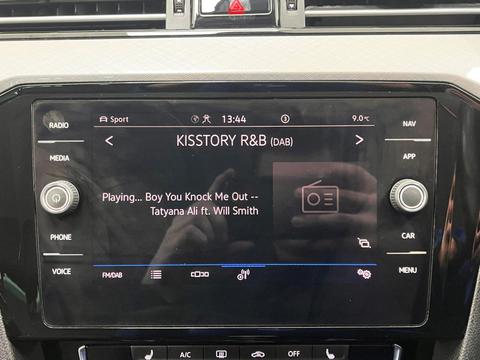 Sport 13:44 9.0°C
RADIO NAV
KISSTORY R&B (DAB)
MEDIA APP
Playing... Boy You Knock Me Out --
Tatyana Ali ft. Will Smith
PHONE CAR
VOICE FM/DAB MENU
A/C OFF